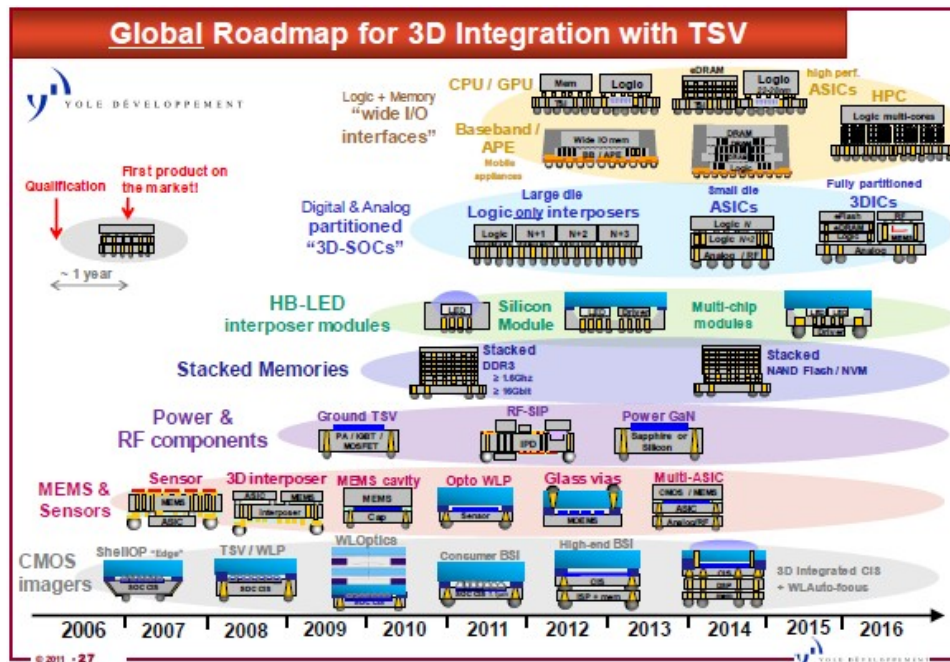 Global Roadmap for 3D Integration with TSV
YOLE DÉVELOPPEMENT
Qualification
First product on
the market!
~ 1 year
Logic + Memory
"wide I/O
interfaces"
CPU / GPU
Mem
Logic
eDRAM
Logic
high perf.
ASICs
HPC
Logic multi-cores
Baseband /
APE
Mobile
appliances
Wide IO mem
BB / APE
DRAM
Digital & Analog
partitioned
"3D-SOCs"
Large die
Logic only interposers
Logic N+1 N+2 N+3
Small die
ASICs
Logic N
Logic N+2
Analog / RF
Fully partitioned
3DICs
eFlash
eDRAM
Logic
RF
MEMS
Analog
HB-LED
interposer modules
LED
Silicon
Module
LED
Driver
Multi-chip
modules
LED LED
Driver
Stacked Memories
Stacked
DDR3
≥ 1.6Ghz
≥ 16Gbit
Stacked
NAND Flash / NVM
Power &
RF components
Ground TSV
PA / IGBT /
MOSFET
RF-SIP
IPD
Power GaN
Sapphire or
Silicon
MEMS &
Sensors
Sensor
MEMS
ASIC
3D interposer
ASIC MEMS
Interposer
MEMS cavity
MEMS
Cap
Opto WLP
Sensor
Glass vias
MOEMS
Multi-ASIC
CMOS / MEMS
ASIC
Analog/RF
CMOS
imagers
ShellOP "Edge"
SOC CIS
TSV / WLP
SOC CIS
WLOptics
SOC CIS
Consumer BSI
SOC CIS
High-end BSI
CIS
ISP + mem
CIS
DSP
3D Integrated CIS
+ WLAuto-focus
2006 2007 2008 2009 2010 2011 2012 2013 2014 2015 2016
© 2011 • 27
YOLE DÉVELOPPEMENT